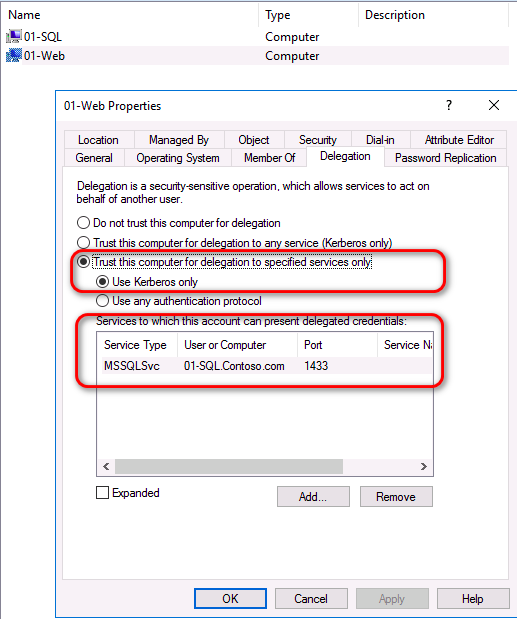 Name Type Description
01-SQL Computer
01-Web Computer
01-Web Properties ?
Location Managed By Object Security Dial-in Attribute Editor
General Operating System Member Of Delegation Password Replication
Delegation is a security-sensitive operation, which allows services to act on
behalf of another user.
Do not trust this computer for delegation
Trust this computer for delegation to any service (Kerberos only)
Trust this computer for delegation to specified services only
Use Kerberos only
Use any authentication protocol
Services to which this account can present delegated credentials:
Service Type User or Computer Port Service Na
MSSQLSvc 01-SQL.Contoso.com 1433
Expanded Add... Remove
OK Cancel Apply Help